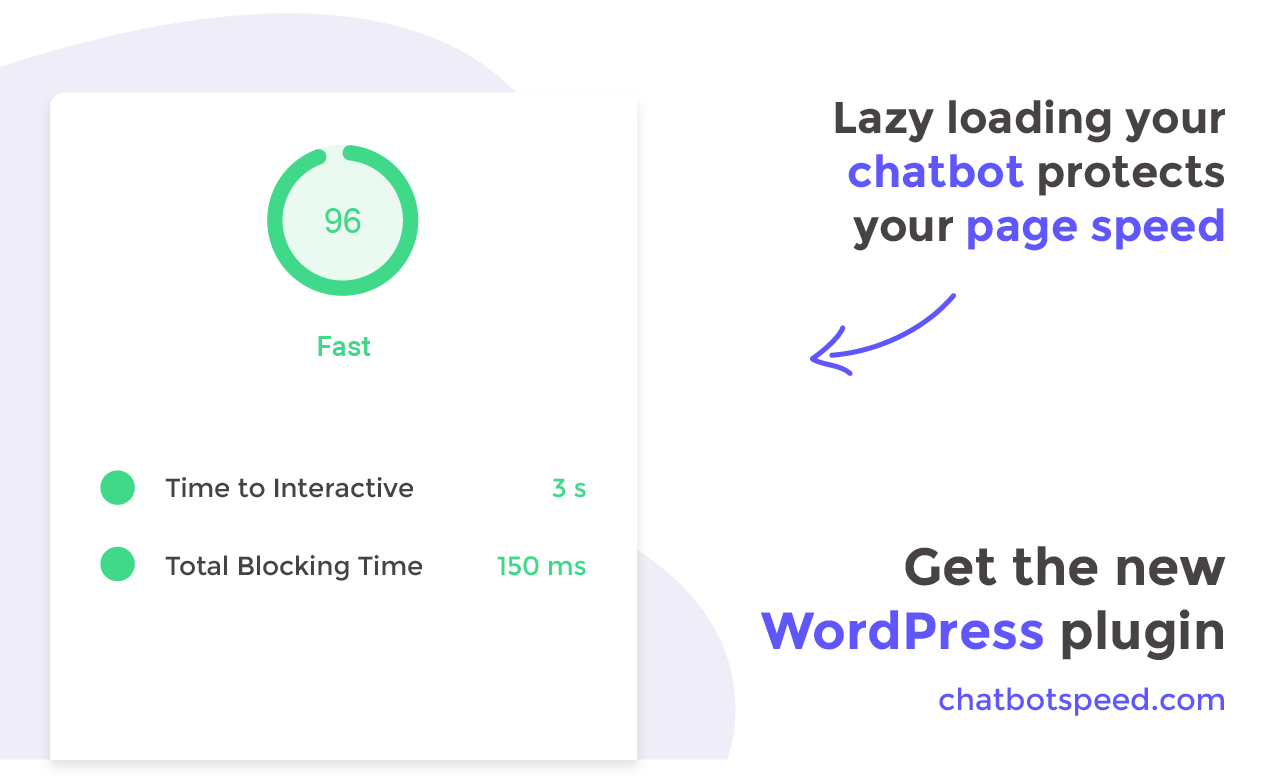 96
Fast
Time to Interactive 3 s
Total Blocking Time 150 ms
Lazy loading your
chatbot protects
your page speed
Get the new
WordPress plugin
chatbotspeed.com